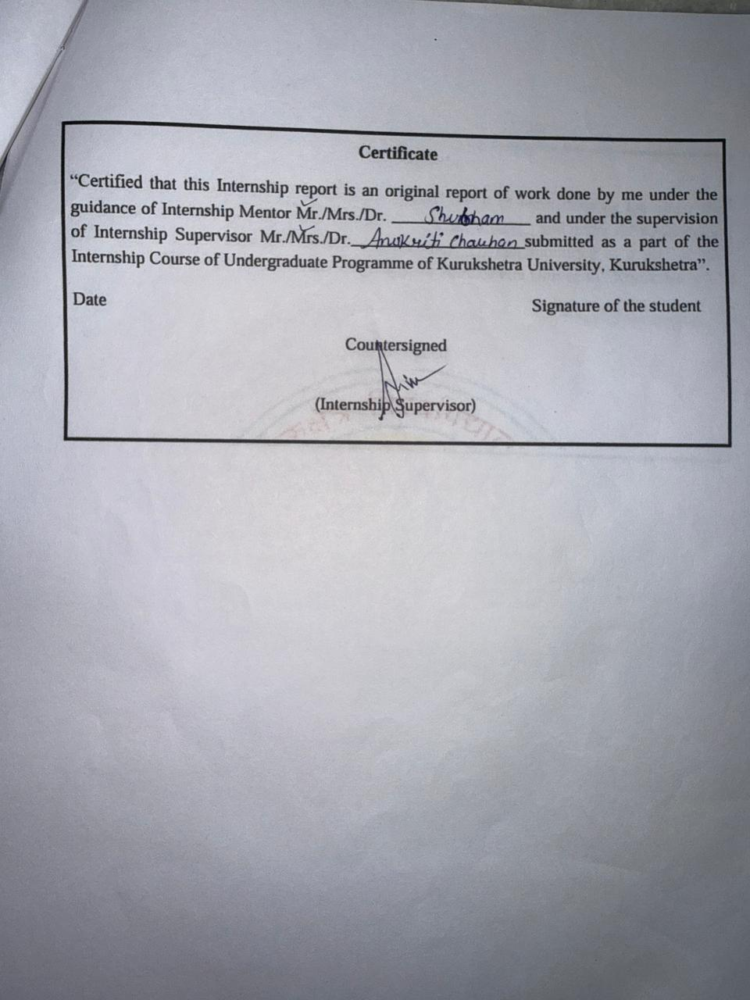 Certificate
“Certified that this Internship report is an original report of work done by me under the
guidance of Internship Mentor Mr./Mrs./Dr. Shubham and under the supervision
of Internship Supervisor Mr./Mrs./Dr. Anukriti Chauhan submitted as a part of the
Internship Course of Undergraduate Programme of Kurukshetra University, Kurukshetra”.
Date
Signature of the student
Countersigned
(Internship Supervisor)